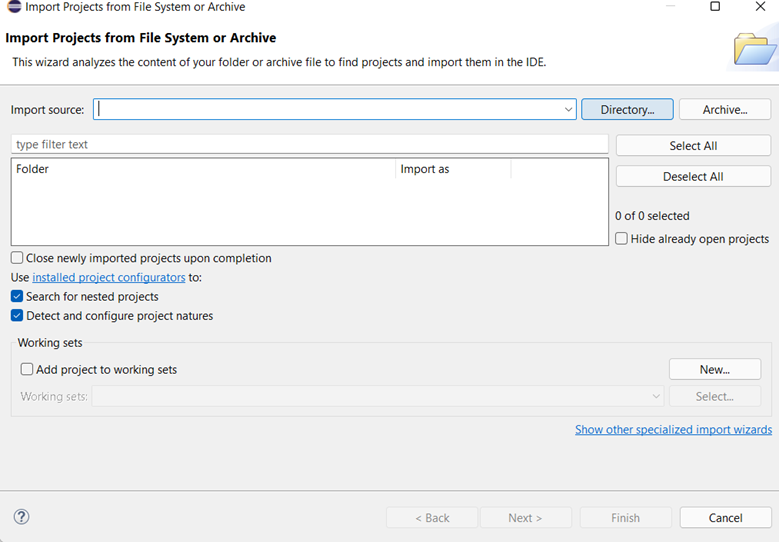 Import Projects from File System or Archive
Import Projects from File System or Archive
This wizard analyzes the content of your folder or archive file to find projects and import them in the IDE.
Import source:
Directory...
Archive...
type filter text
Select All
Folder
Import as
Deselect All
0 of 0 selected
Hide already open projects
Close newly imported projects upon completion
Use installed project configurators to:
Search for nested projects
Detect and configure project natures
Working sets
Add project to working sets
New...
Working sets:
Select...
Show other specialized import wizards
?
< Back
Next >
Finish
Cancel